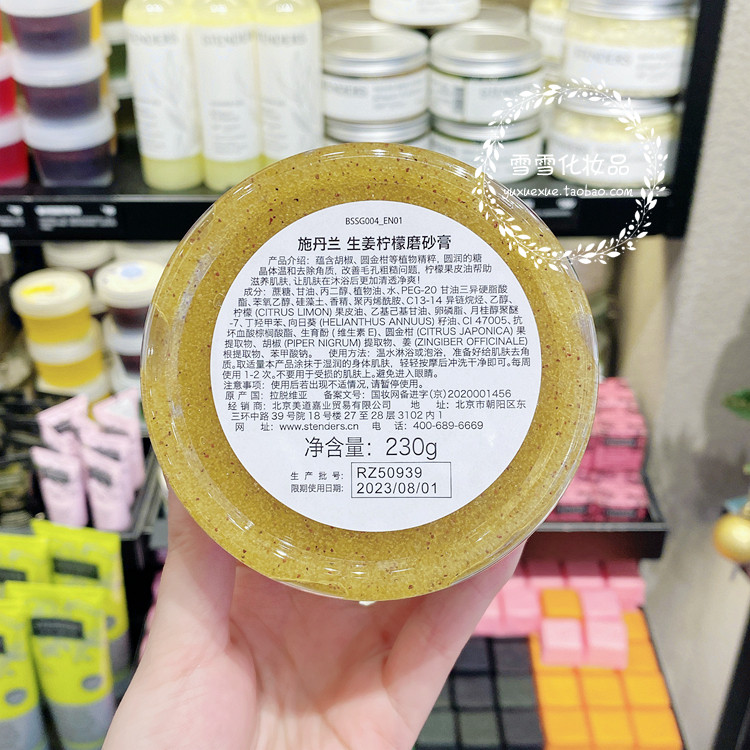 STENDERS
STENDERS
雪雪化妆品
yuxuexue.taobao.com
BSSG004_EN01
施丹兰 生姜柠檬磨砂膏
产品介绍：蕴含胡椒、圆金柑等植物精粹，圆润的糖
晶体温和去除角质，改善毛孔粗糙问题，柠檬果皮油帮助
滋养肌肤，让肌肤在沐浴后更加清透净爽！
成分：蔗糖、甘油、丙二醇、植物油、水、PEG-20 甘油三异硬脂酸
酯、苯氧乙醇、硅藻土、香精、聚丙烯酰胺、C13-14 异链烷烃、乙醇、
柠檬 (CITRUS LIMON) 果皮油、乙基己基甘油、卵磷脂、月桂醇聚醚
-7、丁羟甲苯、向日葵 (HELIANTHUS ANNUUS) 籽油、CI 47005、抗
坏血酸棕榈酸酯、生育酚 ( 维生素 E)、圆金柑 (CITRUS JAPONICA) 果
提取物、胡椒 (PIPER NIGRUM) 提取物、姜 (ZINGIBER OFFICINALE)
根提取物、苯甲酸钠。 使用方法：温水淋浴或泡浴，准备好给肌肤去角
质。取适量本产品涂抹于湿润的身体肌肤，轻轻按摩后冲洗干净即可。每周
使用 1-2 次。不要用于受损的肌肤上。避免进入眼睛。
注意事项：使用后若出现不适情况，请暂停使用。
原产国：拉脱维亚 备案文号：国妆网备进字(京)2020001456
经销商：北京美道嘉业贸易有限公司 地址：北京市朝阳区东
三环中路 39 号院 18 号楼 27 至 28 层 3102 内 1
网址：www.stenders.cn 电话：400-689-6669
净含量：230g
生产批号： RZ50939
限期使用日期： 2023/08/01